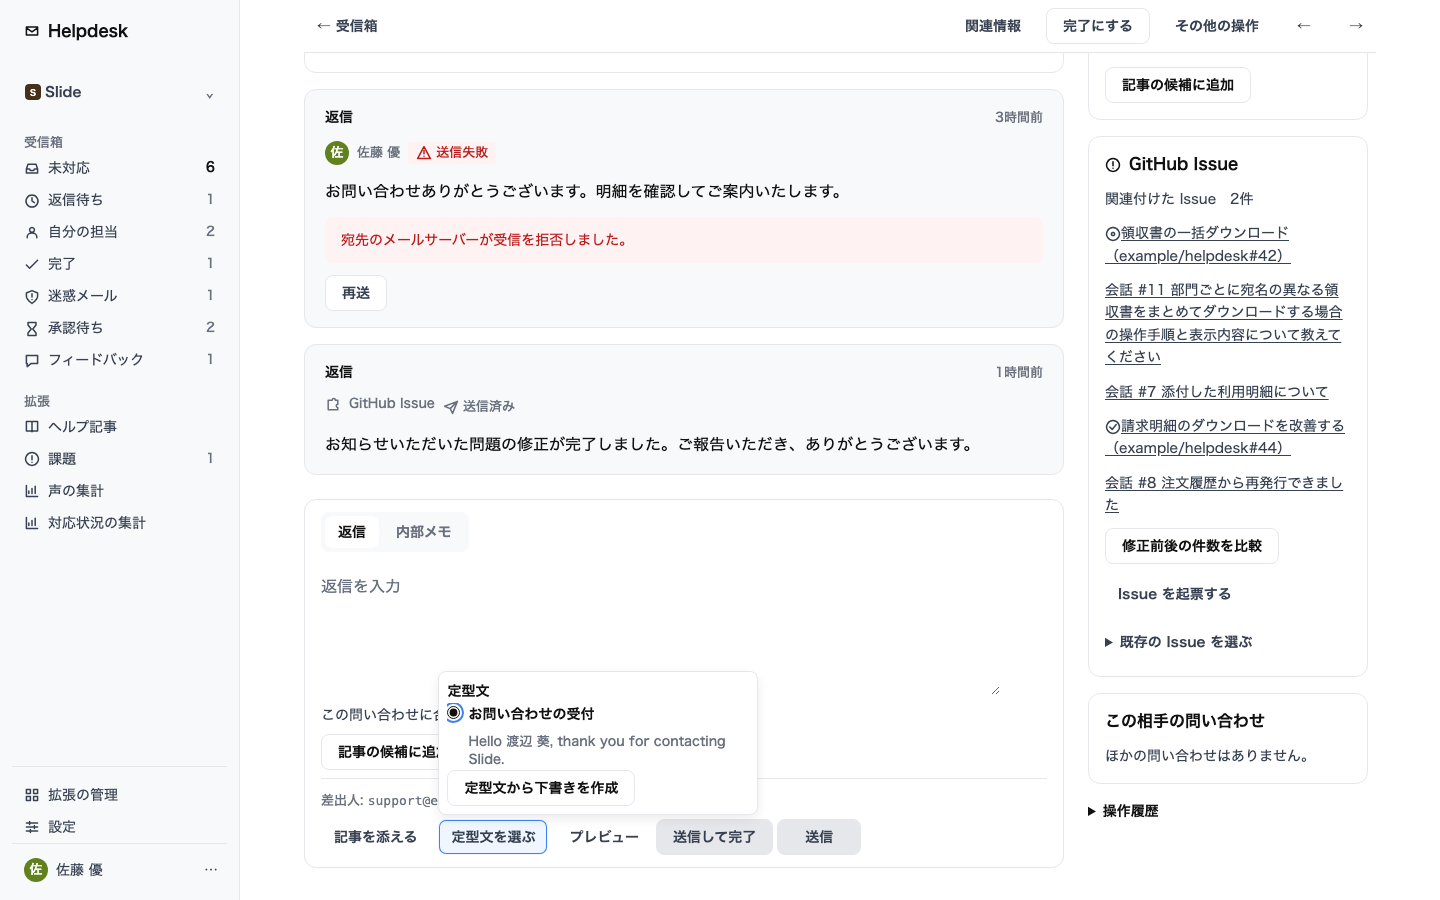 Helpdesk
S Slide
受信箱
未対応 6
返信待ち 1
自分の担当 2
完了 1
迷惑メール 1
承認待ち 2
フィードバック 1
拡張
ヘルプ記事
課題 1
声の集計
対応状況の集計
拡張の管理
設定
佐 佐藤 優 …
← 受信箱
関連情報
完了にする
その他の操作
← →
返信 3時間前
佐 佐藤 優 送信失敗
お問い合わせありがとうございます。明細を確認してご案内いたします。
宛先のメールサーバーが受信を拒否しました。
再送
返信 1時間前
GitHub Issue 送信済み
お知らせいただいた問題の修正が完了しました。ご報告いただき、ありがとうございます。
返信 内部メモ
返信を入力
この問い合わせに
記事の候補に追
差出人: support@e
定型文
お問い合わせの受付
Hello 渡辺 葵, thank you for contacting
Slide.
定型文から下書きを作成
記事を添える
定型文を選ぶ
プレビュー
送信して完了
送信
記事の候補に追加
GitHub Issue
関連付けた Issue 2件
領収書の一括ダウンロード
（example/helpdesk#42）
会話 #11 部門ごとに宛名の異なる領
収書をまとめてダウンロードする場合
の操作手順と表示内容について教えて
ください
会話 #7 添付した利用明細について
請求明細のダウンロードを改善する
（example/helpdesk#44）
会話 #8 注文履歴から再発行できまし
た
修正前後の件数を比較
Issue を起票する
▶ 既存の Issue を選ぶ
この相手の問い合わせ
ほかの問い合わせはありません。
▶ 操作履歴